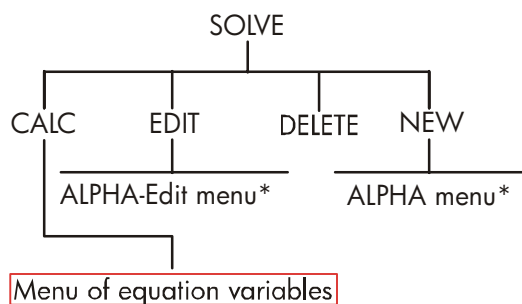 SOLVE
CALC EDIT DELETE NEW
ALPHA-Edit menu* ALPHA menu*
Menu of equation variables